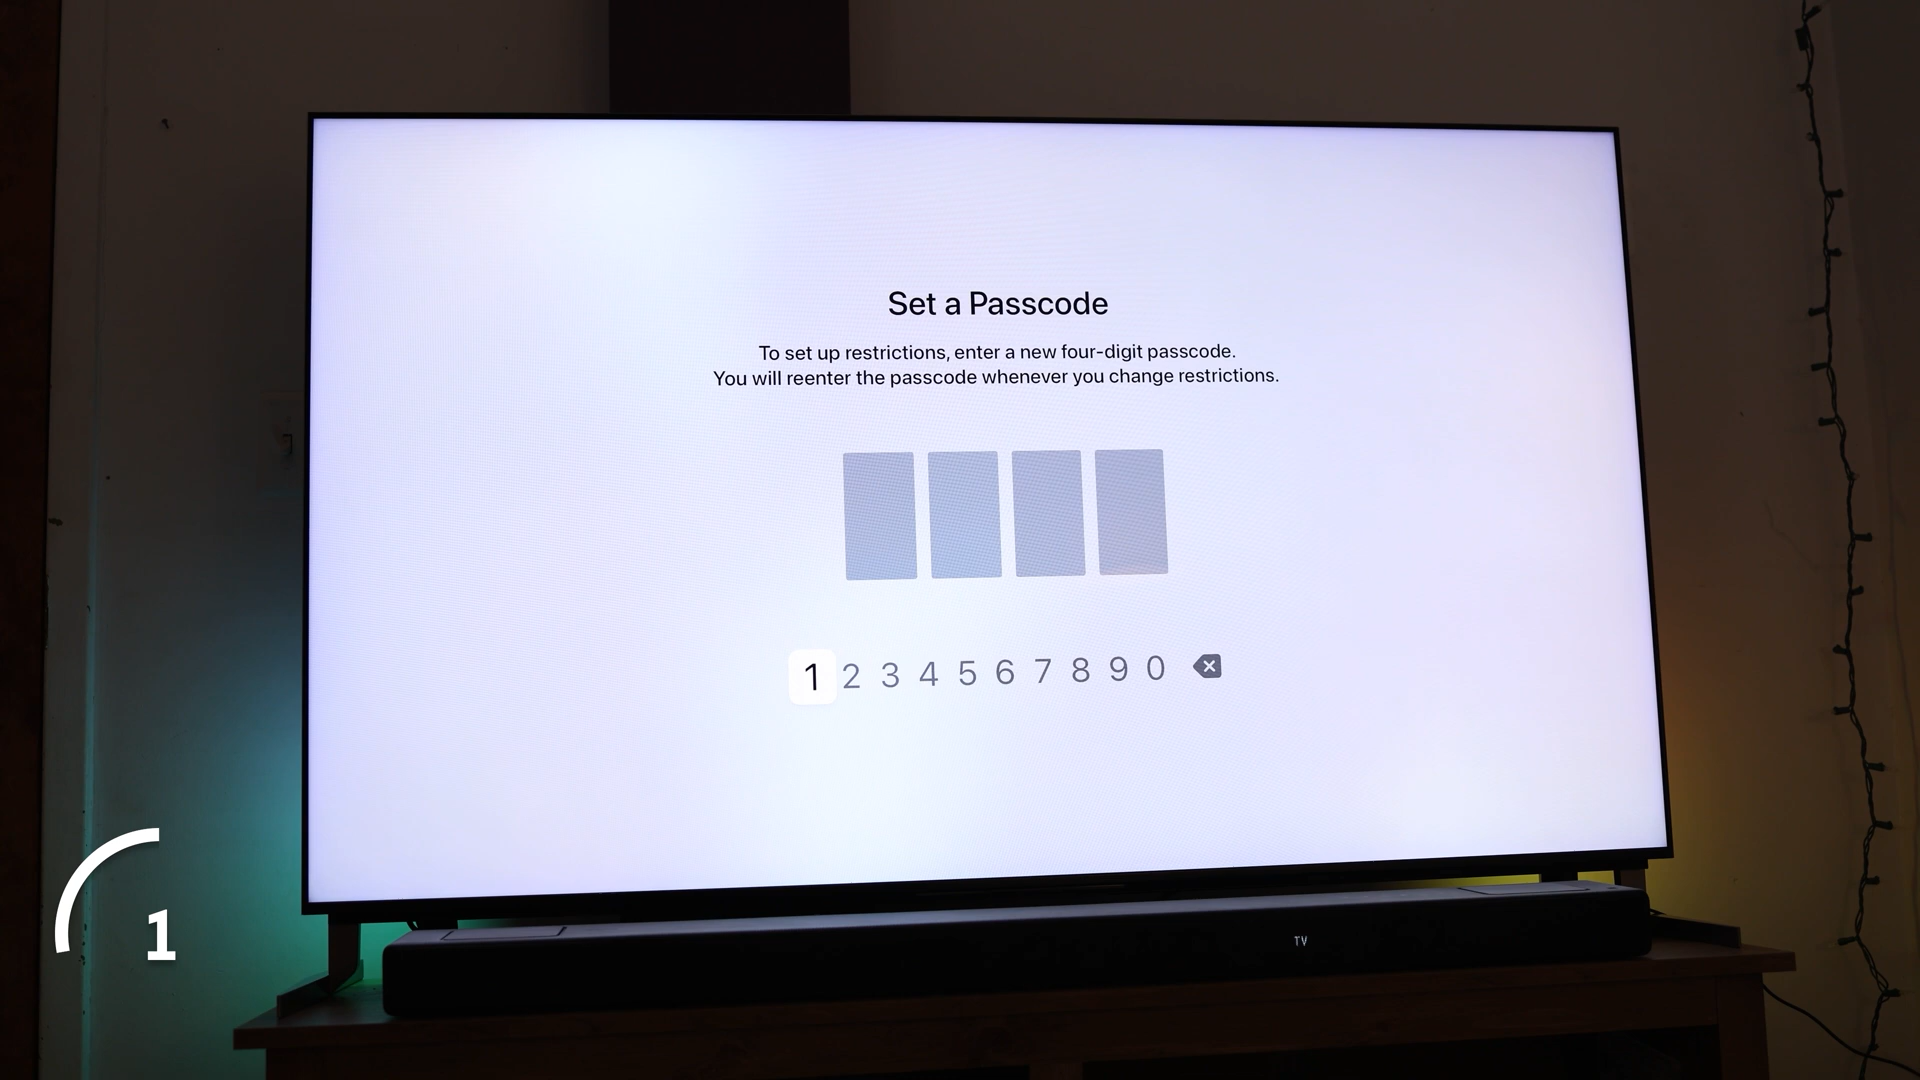 Set a Passcode
To set up restrictions, enter a new four-digit passcode.
You will reenter the passcode whenever you change restrictions.
1 2 3 4 5 6 7 8 9 0
1
TV